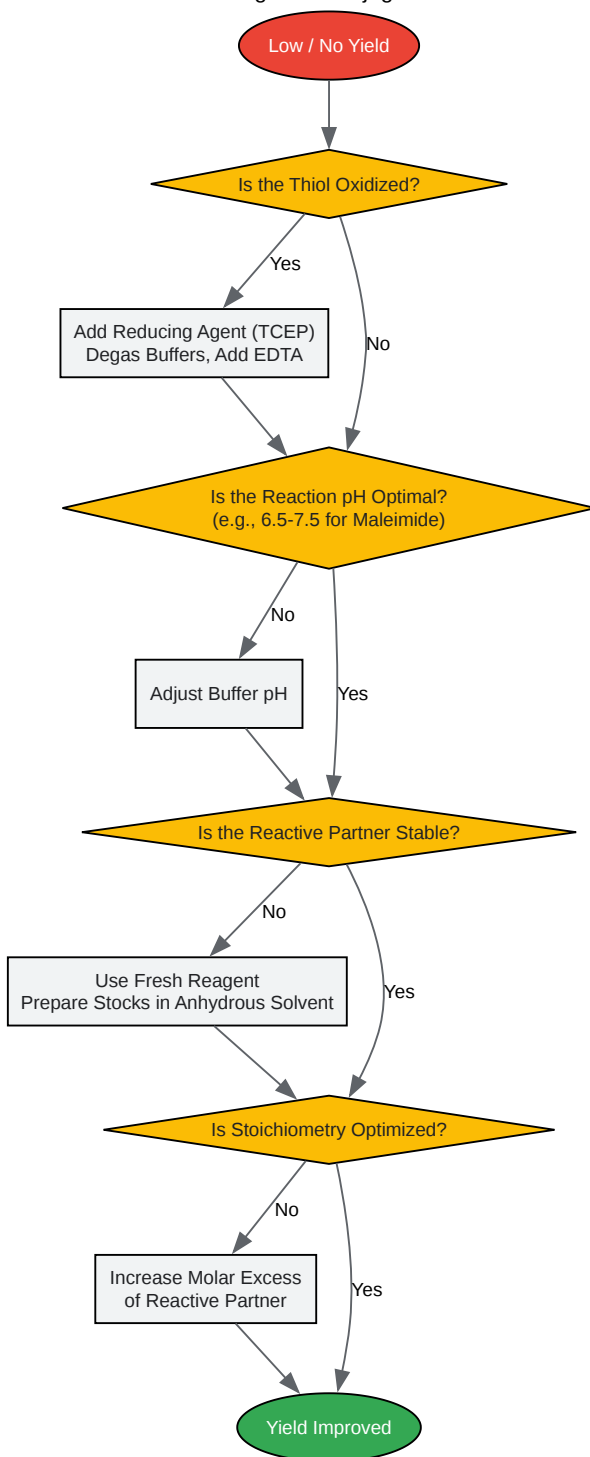 Low / No Yield
Is the Thiol Oxidized?
Yes
Add Reducing Agent (TCEP)
Degas Buffers, Add EDTA
No
Is the Reaction pH Optimal?
(e.g., 6.5-7.5 for Maleimide)
No
Adjust Buffer pH
Yes
Is the Reactive Partner Stable?
No
Use Fresh Reagent
Prepare Stocks in Anhydrous Solvent
Yes
Is Stoichiometry Optimized?
No
Increase Molar Excess
of Reactive Partner
Yes
Yield Improved